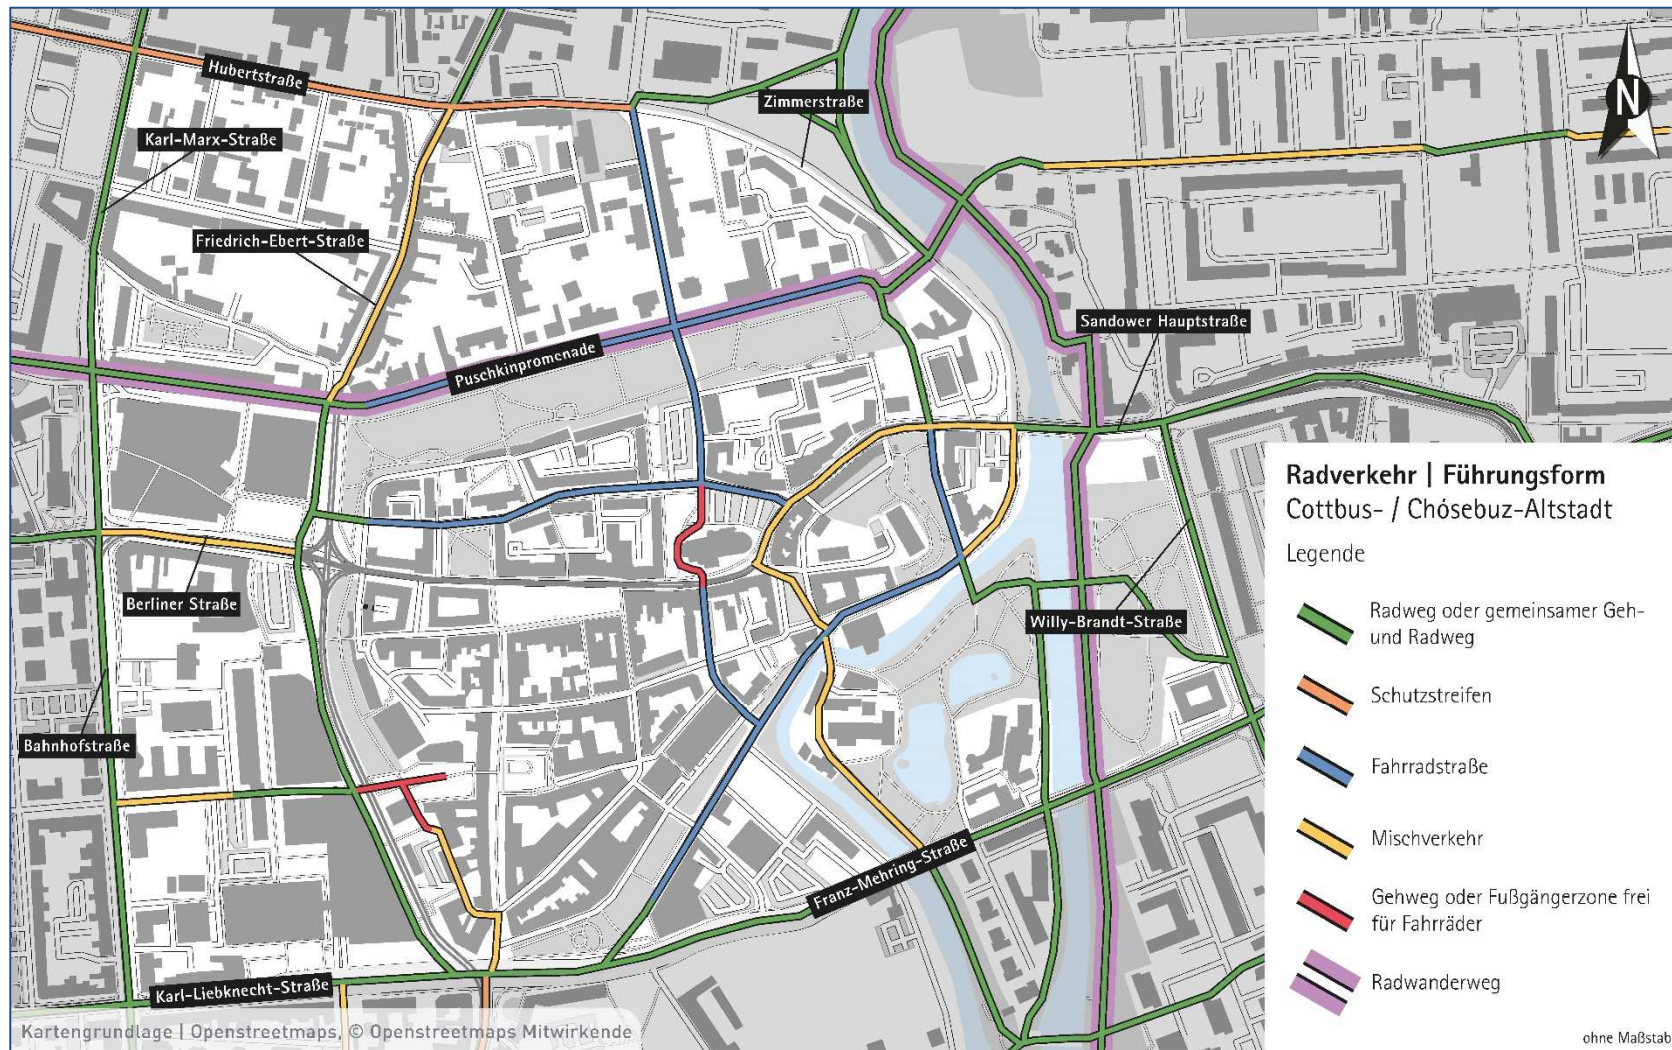 Hubertstraße
Zimmerstraße
N
Karl-Marx-Straße
Friedrich-Ebert-Straße
Sandower Hauptstraße
Puschkinpromenade
Berliner Straße
Willy-Brandt-Straße
Bahnhofstraße
Franz-Mehring-Straße
Karl-Liebknecht-Straße
Kartengrundlage | Openstreetmaps, © Openstreetmaps Mitwirkende
Radverkehr | Führungsform
Cottbus- / Chósebuz-Altstadt
Legende
Radweg oder gemeinsamer Geh-
und Radweg
Schutzstreifen
Fahrradstraße
Mischverkehr
Gehweg oder Fußgängerzone frei
für Fahrräder
Radwanderweg
ohne Maßstab